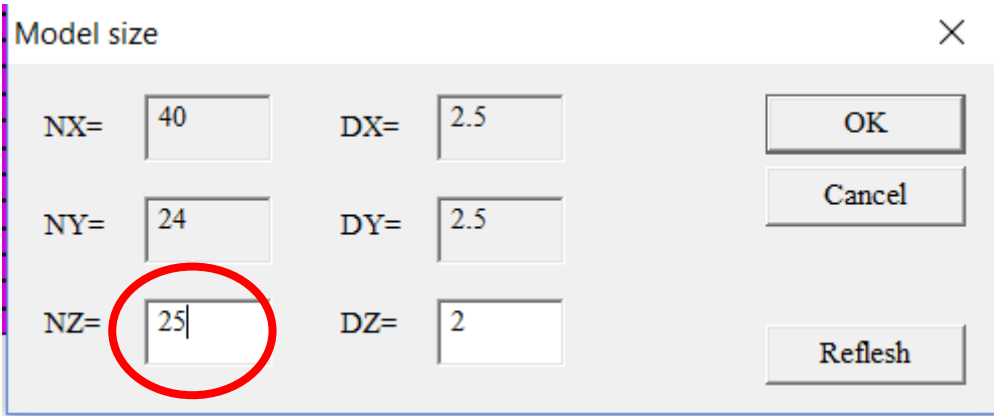 Model size
NX= 40 DX= 2.5 OK
Cancel
NY= 24 DY= 2.5
NZ= 25 DZ= 2
Reflesh